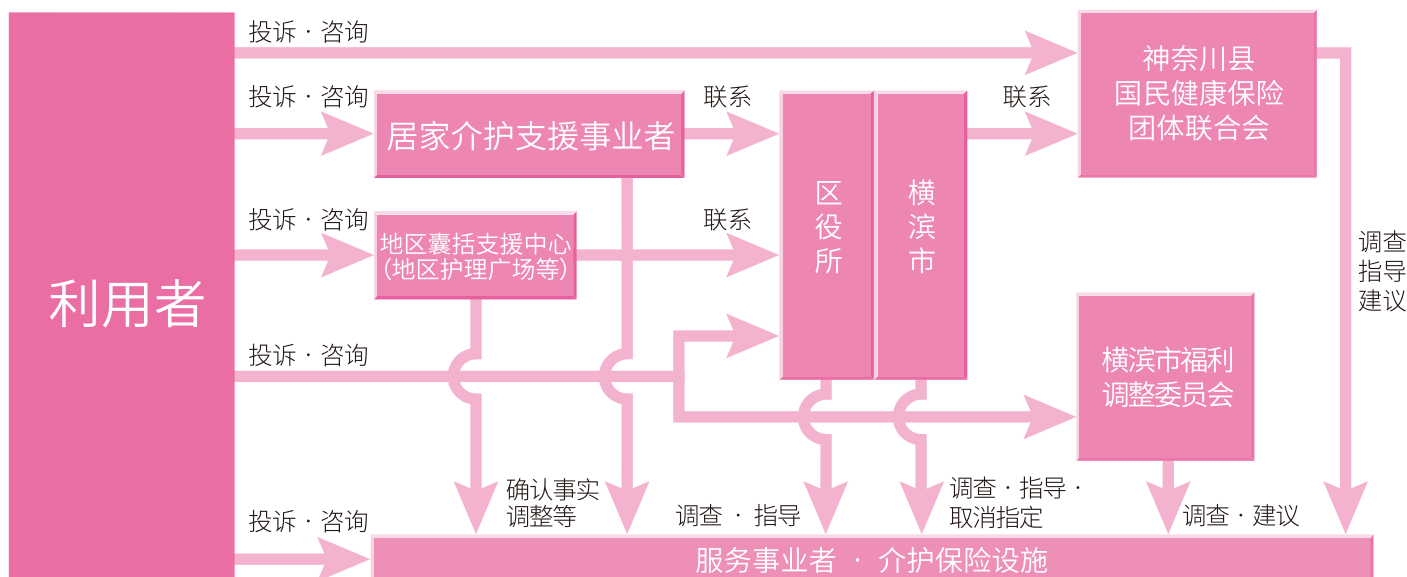 投诉·咨询
神奈川县
国民健康保险
团体联合会
投诉·咨询
居家介护支援事业者
联系
联系
区役所
横滨市
投诉·咨询
地区囊括支援中心
（地区护理广场等）
联系
调查
指导
建议
利用者
投诉·咨询
横滨市福利
调整委员会
确认事实
调整等
调查 · 指导
调查·指导·
取消指定
调查·建议
投诉·咨询
服务事业者 · 介护保险设施